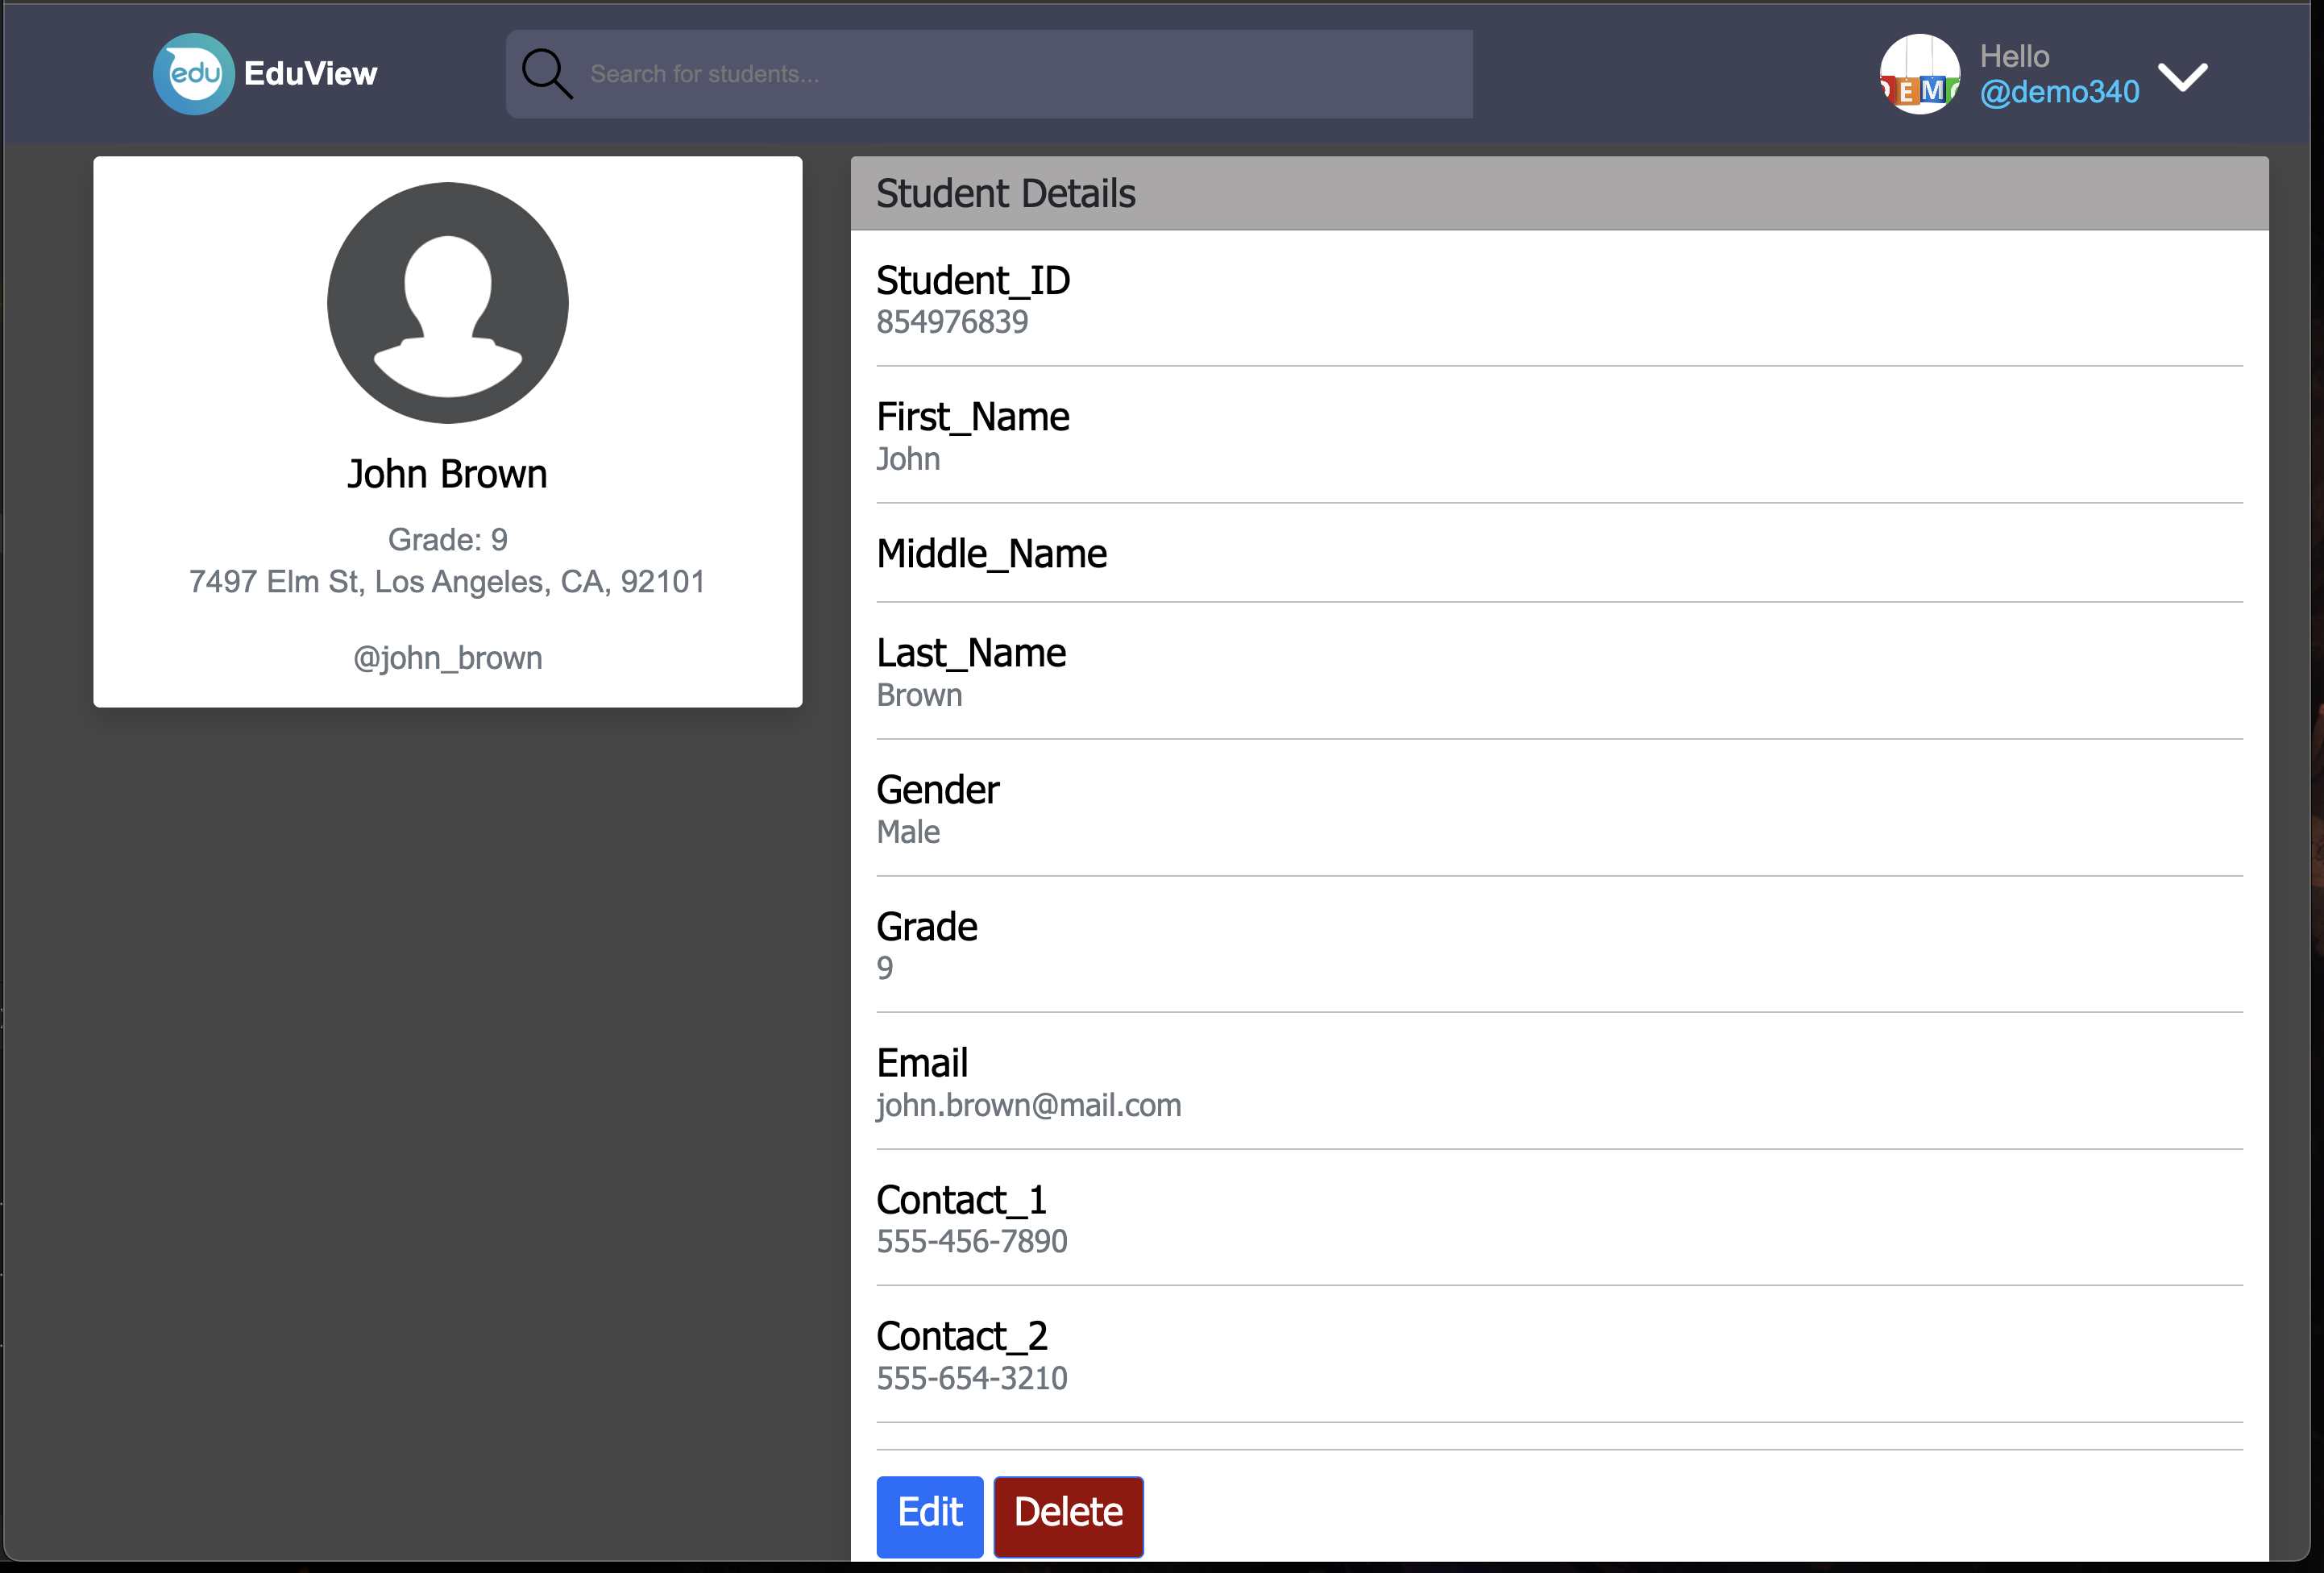 edu EduView
Search for students...
Hello
@demo340
John Brown
Grade: 9
7497 Elm St, Los Angeles, CA, 92101
@john_brown
Student Details
Student_ID
854976839
First_Name
John
Middle_Name
Last_Name
Brown
Gender
Male
Grade
9
Email
john.brown@mail.com
Contact_1
555-456-7890
Contact_2
555-654-3210
Edit
Delete